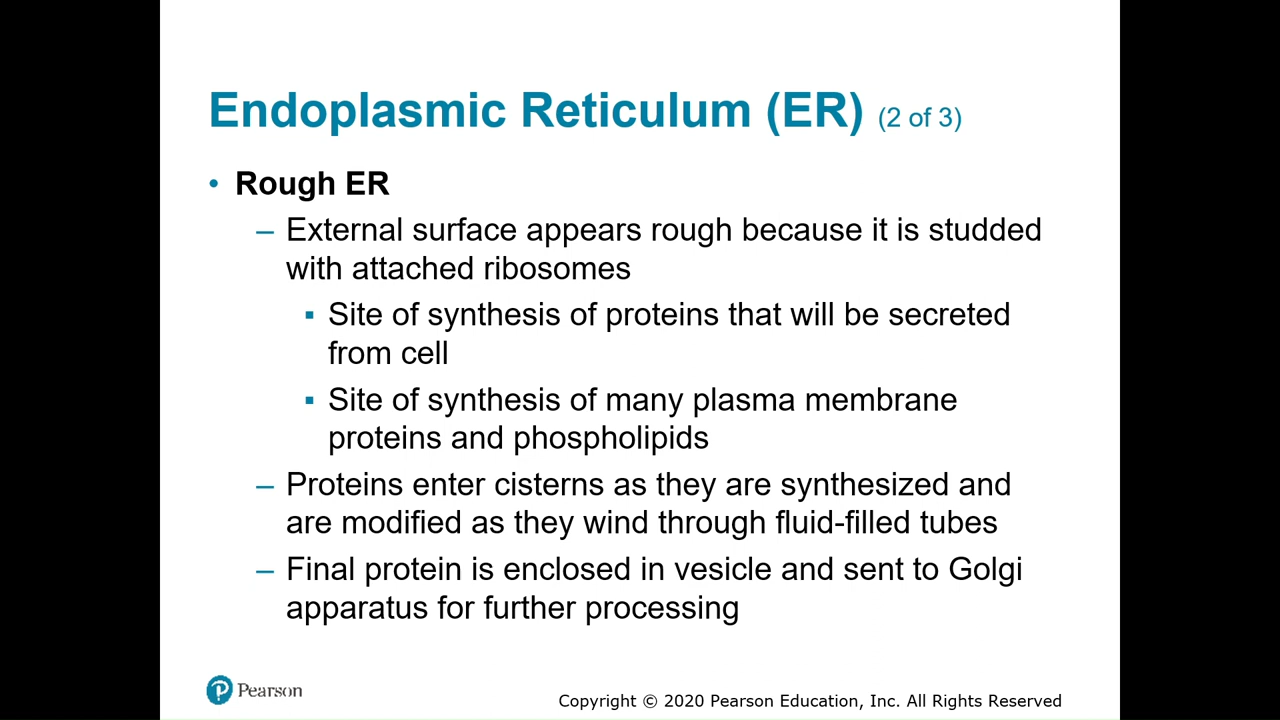 Endoplasmic Reticulum (ER) (2 of 3)
• Rough ER
– External surface appears rough because it is studded
with attached ribosomes
▪ Site of synthesis of proteins that will be secreted
from cell
▪ Site of synthesis of many plasma membrane
proteins and phospholipids
– Proteins enter cisterns as they are synthesized and
are modified as they wind through fluid-filled tubes
– Final protein is enclosed in vesicle and sent to Golgi
apparatus for further processing
P Pearson
Copyright © 2020 Pearson Education, Inc. All Rights Reserved